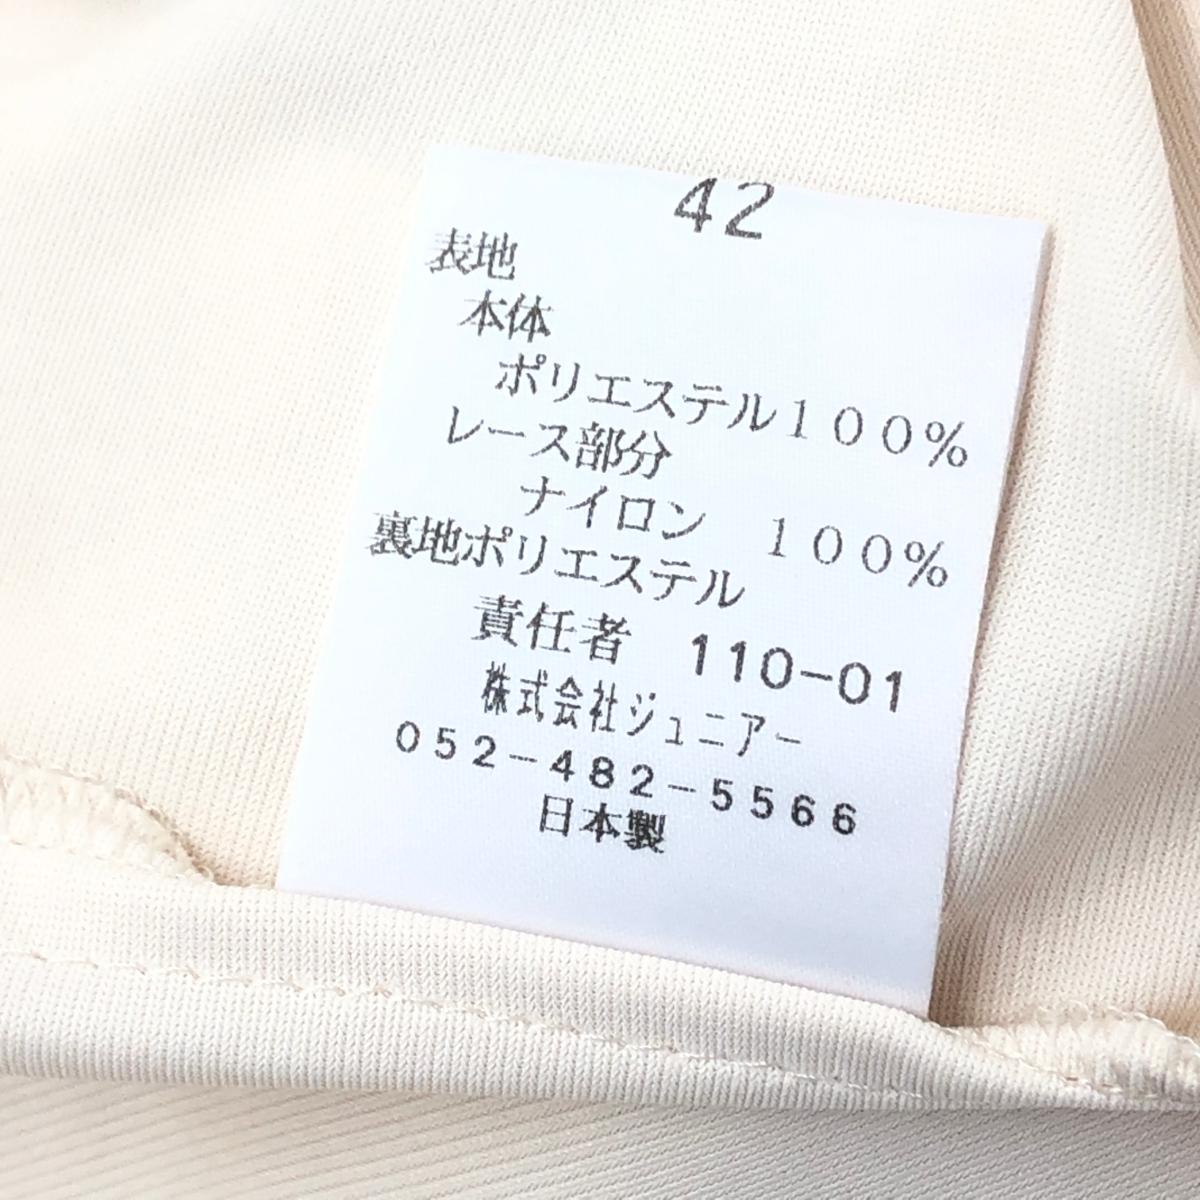 42
表地
本体
ポリエステル100%
レース部分
ナイロン 100%
裏地ポリエステル
責任者 110-01
株式会社ジュニアー
052-482-5566
日本製